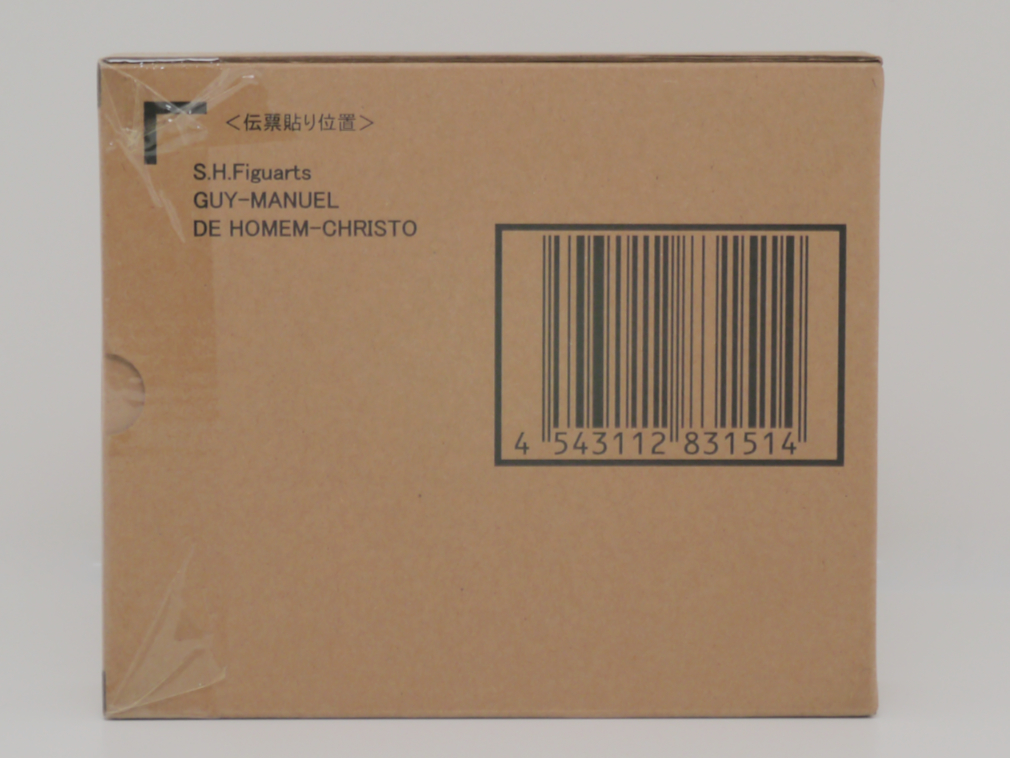 ＜伝票貼り位置＞
S.H.Figuarts
GUY-MANUEL
DE HOMEM-CHRISTO
4 543112 831514